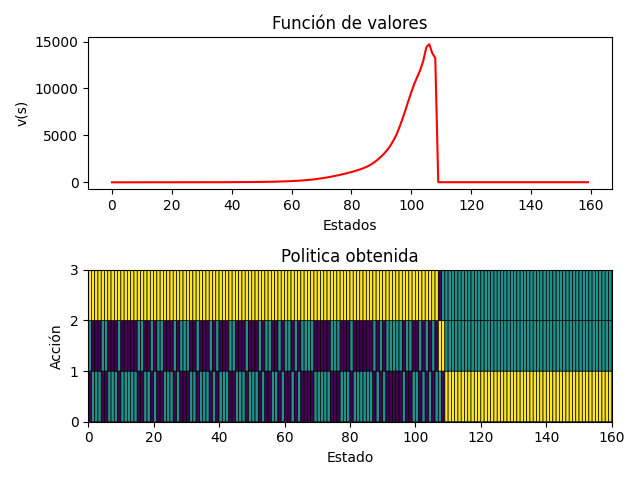 Función de valores
15000
10000
5000
0
v(s)
0 20 40 60 80 100 120 140 160
Estados
Politica obtenida
3
2
1
0
Acción
0 20 40 60 80 100 120 140 160
Estado